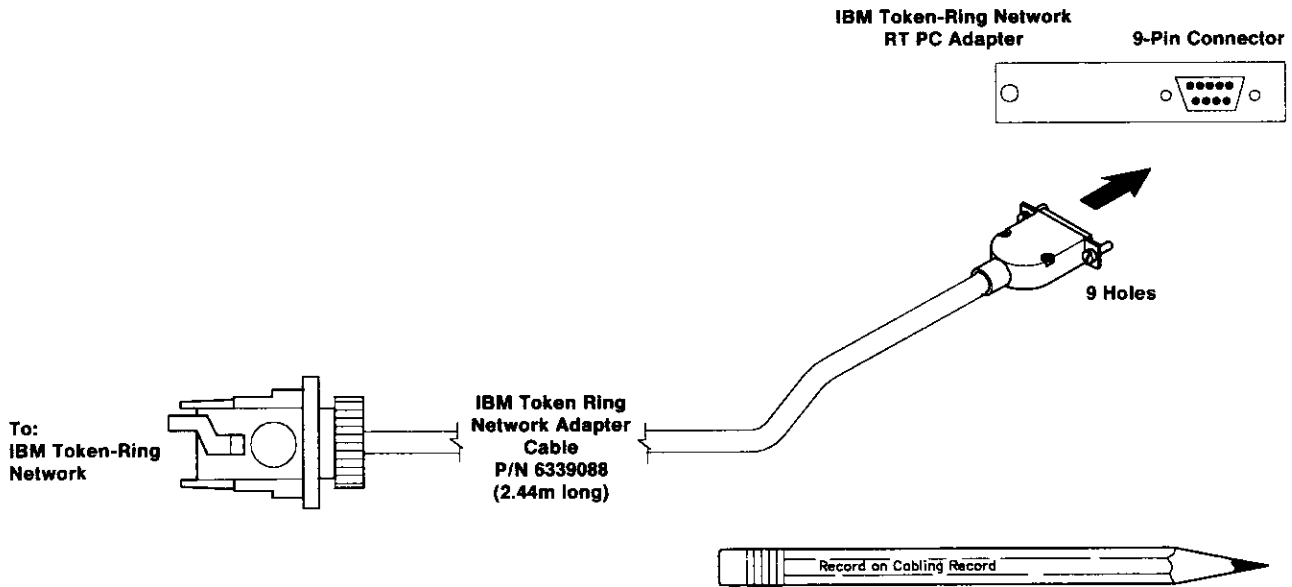 IBM Token-Ring Network
RT PC Adapter
9-Pin Connector
9 Holes
To:
IBM Token-Ring
Network
IBM Token Ring
Network Adapter
Cable
P/N 6339088
(2.44m long)
Record on Cabling Record